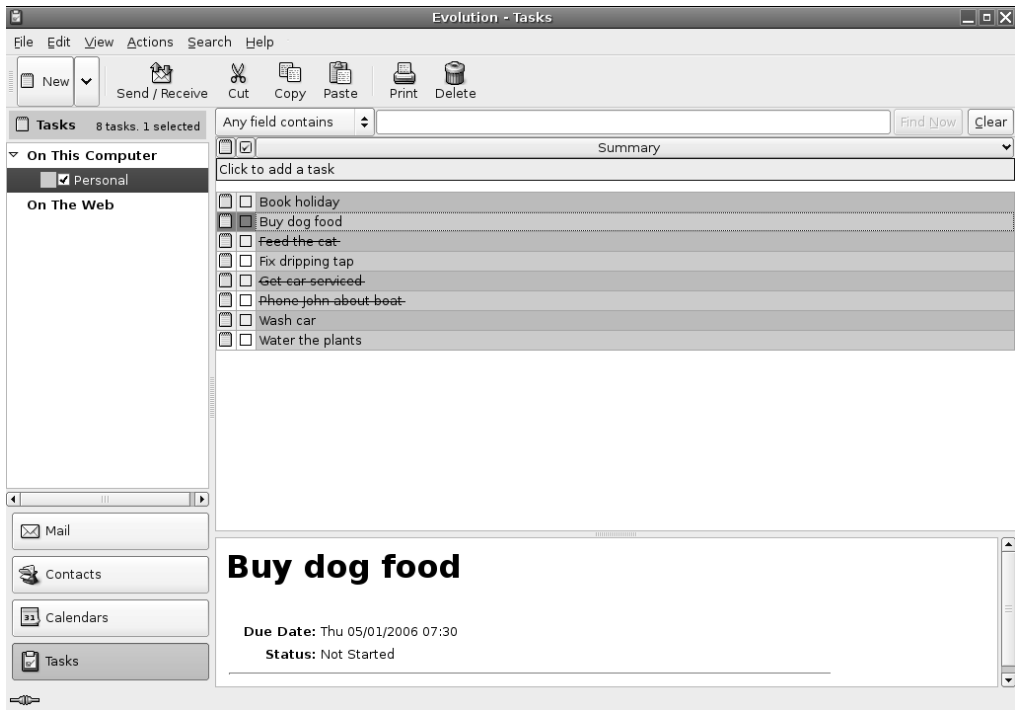 Evolution - Tasks
File Edit View Actions Search Help
New Send / Receive Cut Copy Paste Print Delete
Tasks 8 tasks. 1 selected
Any field contains Find Now Clear
Summary
On This Computer
Personal
On The Web
Click to add a task
Book holiday
Buy dog food
Feed the cat
Fix dripping tap
Get car serviced
Phone John about boat
Wash car
Water the plants
Mail
Contacts
31 Calendars
Tasks
Buy dog food
Due Date: Thu 05/01/2006 07:30
Status: Not Started